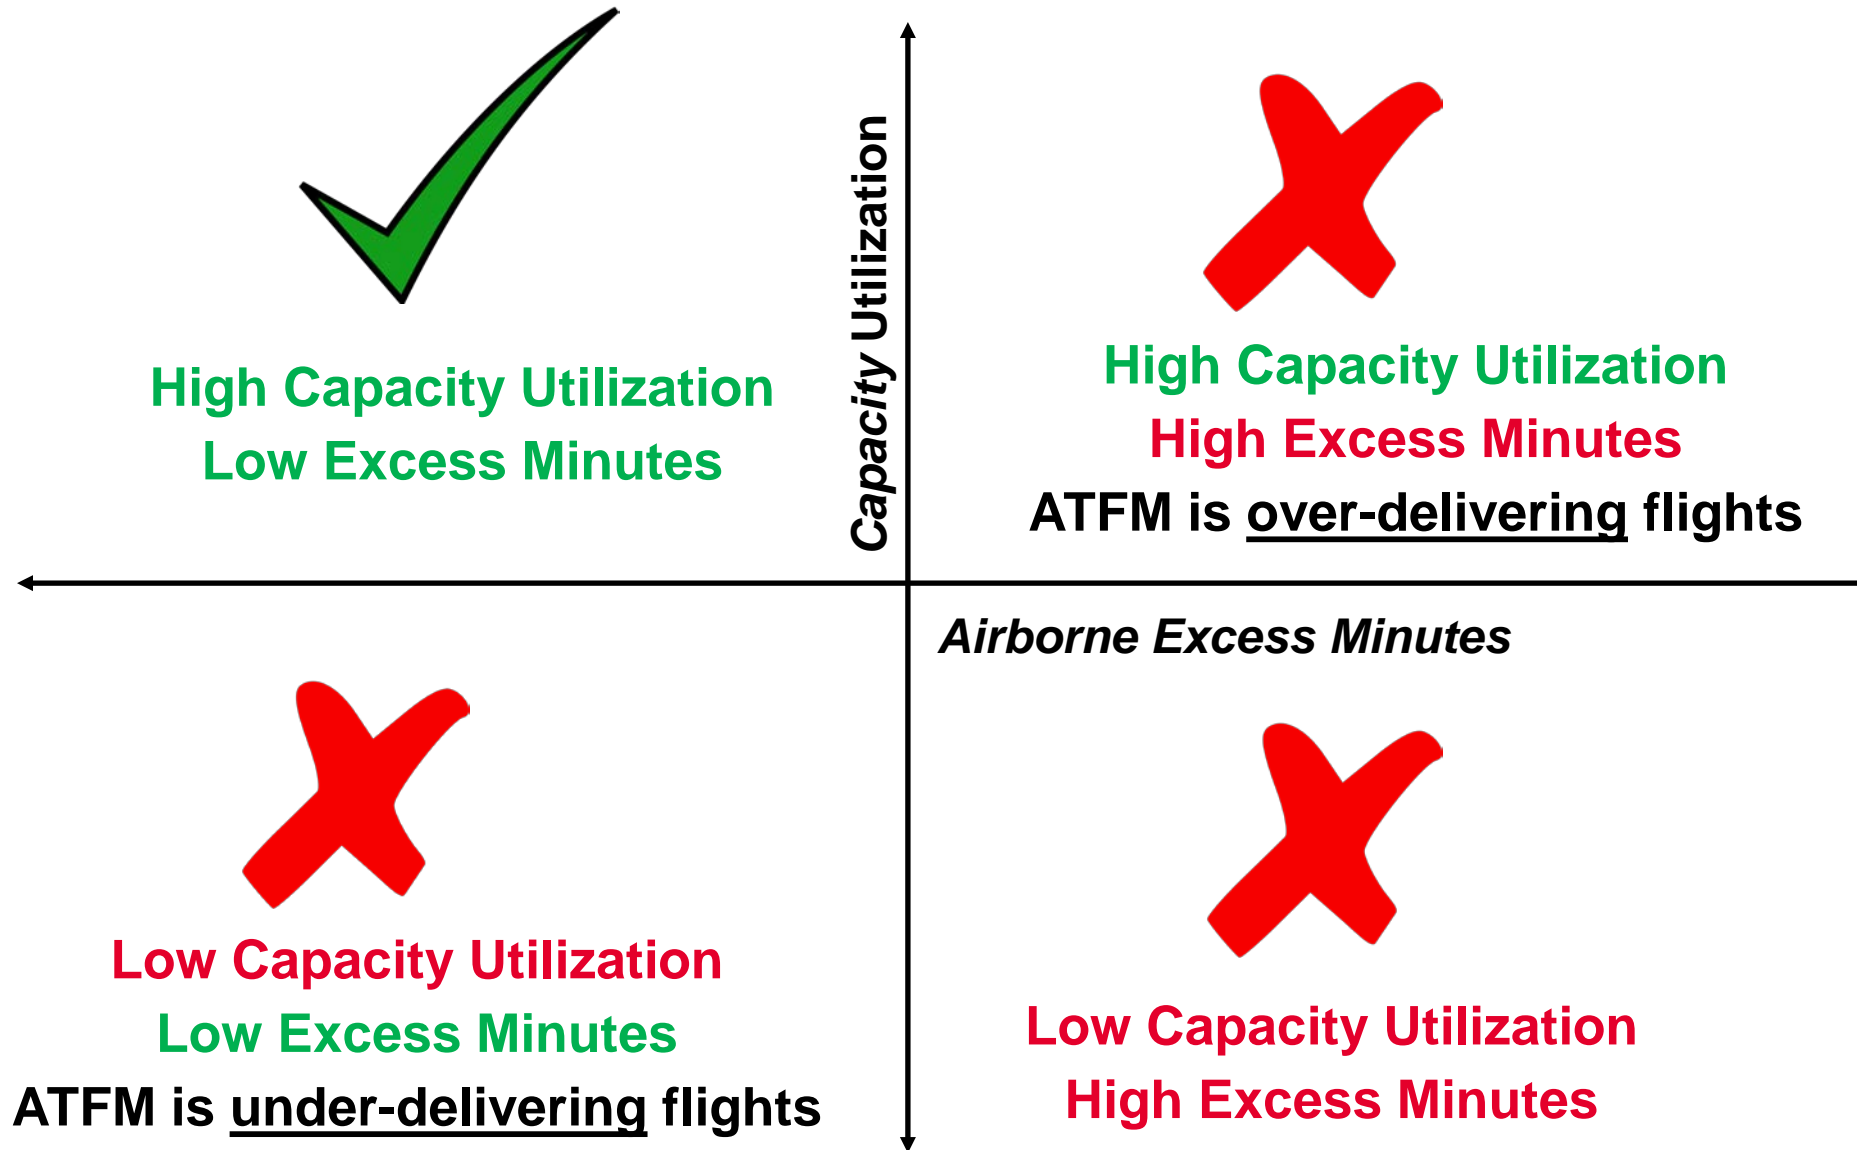 High Capacity Utilization
Low Excess Minutes
Capacity Utilization
High Capacity Utilization
High Excess Minutes
ATFM is over-delivering flights
Airborne Excess Minutes
Low Capacity Utilization
Low Excess Minutes
ATFM is under-delivering flights
Low Capacity Utilization
High Excess Minutes